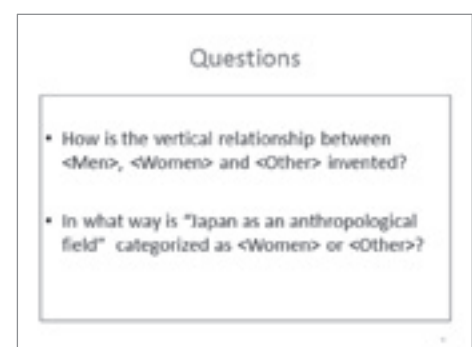 Questions
• How is the vertical relationship between
<Men>, <Women> and <Other> invented?
• In what way is "Japan as an anthropological
field" categorized as <Women> or <Other>?